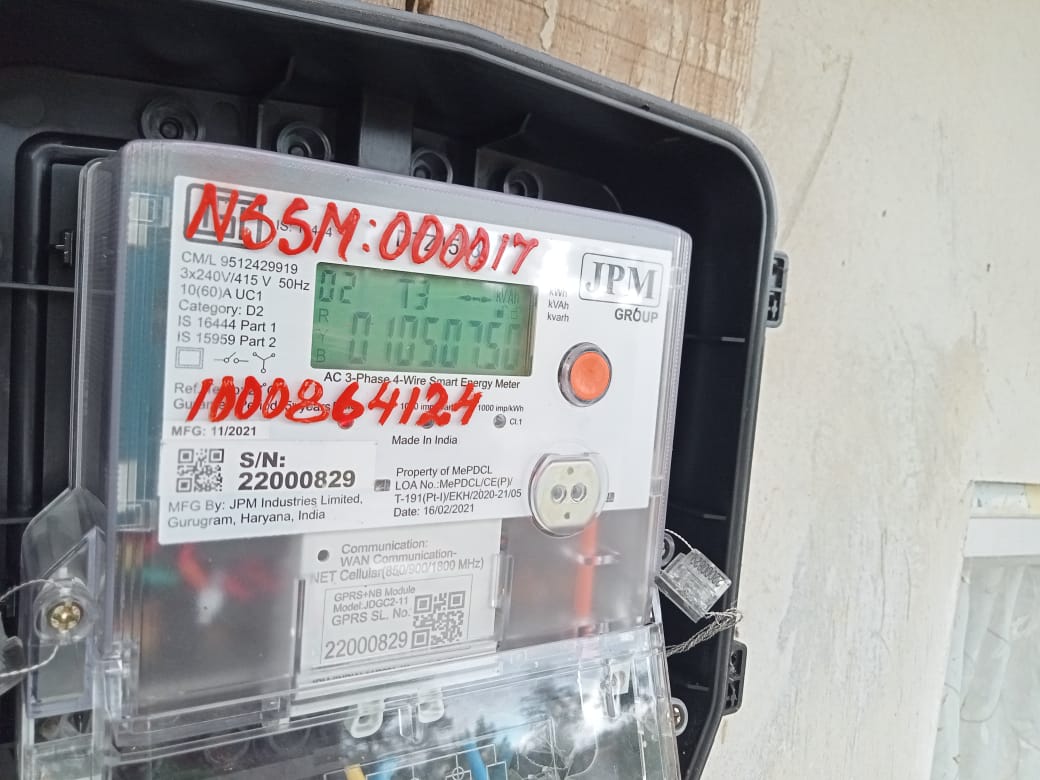 NSSM: 000017
CM/L 9512429919
3x240V/415 V 50Hz
10(60)A UC1
Category: D2
IS 16444 Part 1
IS 15959 Part 2
02 T3 kVAh
R
Y
B
01050750
kWh
kVAh
kvarh
JPM
GROUP
AC 3-Phase 4-Wire Smart Energy Meter
1000864124
1000 imp/kWh
Cl.1
MFG: 11/2021
Made In India
S/N:
22000829
MFG By: JPM Industries Limited,
Gurugram, Haryana, India
Property of MePDCL
LOA No.:MePDCL/CE(P)/
T-191(Pt-I)/EKH/2020-21/05
Date: 16/02/2021
Communication:
WAN Communication-
NET Cellular(850/900/1800 MHz)
GPRS+NB Module
Model:JDGC2-11
GPRS SL. No.
22000829